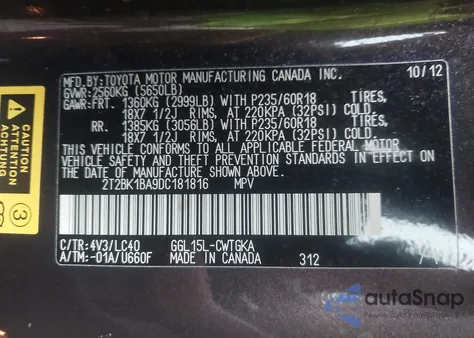 MFD.BY:TOYOTA MOTOR MANUFACTURING CANADA INC. 10/12
GVWR:2560KG (5650LB)
GAWR:FRT. 1360KG (2999LB) WITH P235/60R18 TIRES,
18X7 1/2J RIMS, AT 220KPA (32PSI) COLD.
RR. 1385KG (3056LB) WITH P235/60R18 TIRES,
18X7 1/2J RIMS, AT 220KPA (32PSI) COLD.
THIS VEHICLE CONFORMS TO ALL APPLICABLE FEDERAL MOTOR
VEHICLE SAFETY AND THEFT PREVENTION STANDARDS IN EFFECT ON
THE DATE OF MANUFACTURE SHOWN ABOVE.
2T2BK1BA9DC181816 MPV
C/TR:4V3/LC40 GGL15L-CWTGKA
A/TM:-01A/U660F MADE IN CANADA 312
CAUTION
ATTENTION
3
autoSnap